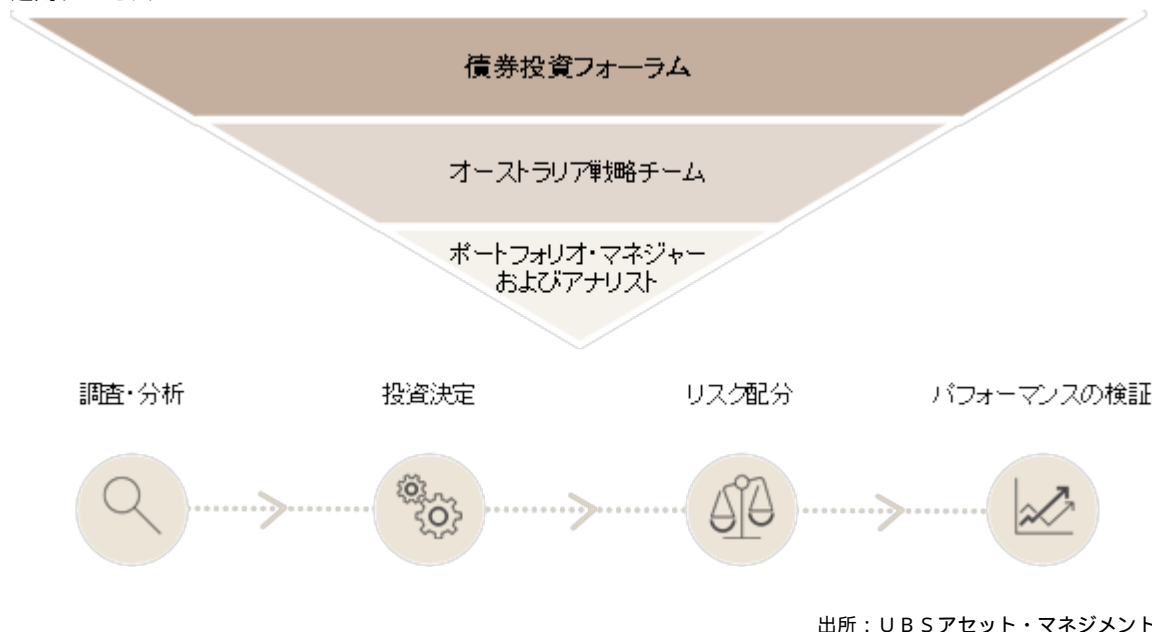 債券投資フォーラム
オーストラリア戦略チーム
ポートフォリオ・マネジャー
およびアナリスト
調査・分析
投資決定
リスク配分
パフォーマンスの検証
出所：ＵＢＳアセット・マネジメント